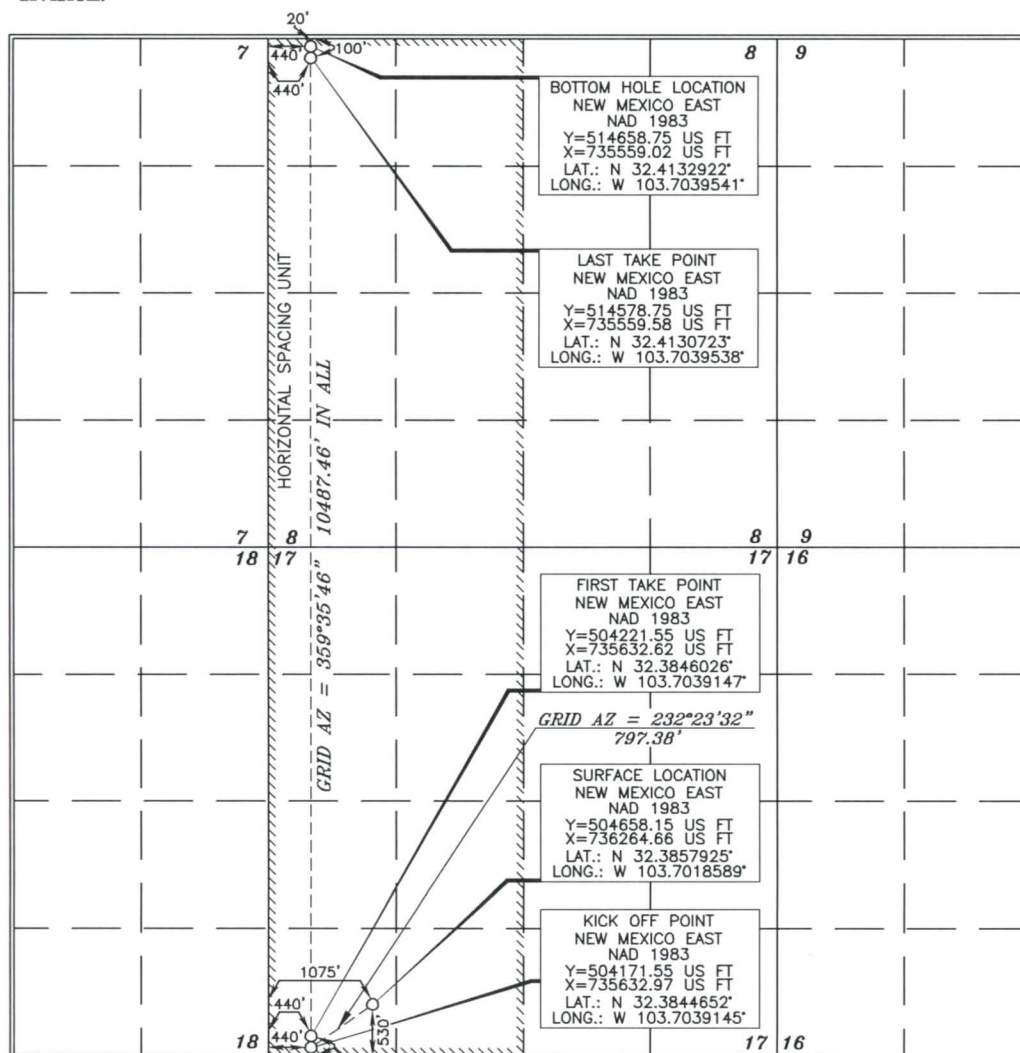 20'
7
440'
100'
440'
8 9
BOTTOM HOLE LOCATION
NEW MEXICO EAST
NAD 1983
Y=514658.75 US FT
X=735559.02 US FT
LAT.: N 32.4132922°
LONG.: W 103.7039541°
LAST TAKE POINT
NEW MEXICO EAST
NAD 1983
Y=514578.75 US FT
X=735559.58 US FT
LAT.: N 32.4130723°
LONG.: W 103.7039538°
HORIZONTAL SPACING UNIT
GRID AZ = 359°35'46" 10487.46' IN ALL
7 8
18 17
8 9
17 16
FIRST TAKE POINT
NEW MEXICO EAST
NAD 1983
Y=504221.55 US FT
X=735632.62 US FT
LAT.: N 32.3846026°
LONG.: W 103.7039147°
GRID AZ = 232°23'32"
797.38'
SURFACE LOCATION
NEW MEXICO EAST
NAD 1983
Y=504658.15 US FT
X=736264.66 US FT
LAT.: N 32.3857925°
LONG.: W 103.7018589°
KICK OFF POINT
NEW MEXICO EAST
NAD 1983
Y=504171.55 US FT
X=735632.97 US FT
LAT.: N 32.3844652°
LONG.: W 103.7039145°
1075'
440'
530'
440'
18
17 16